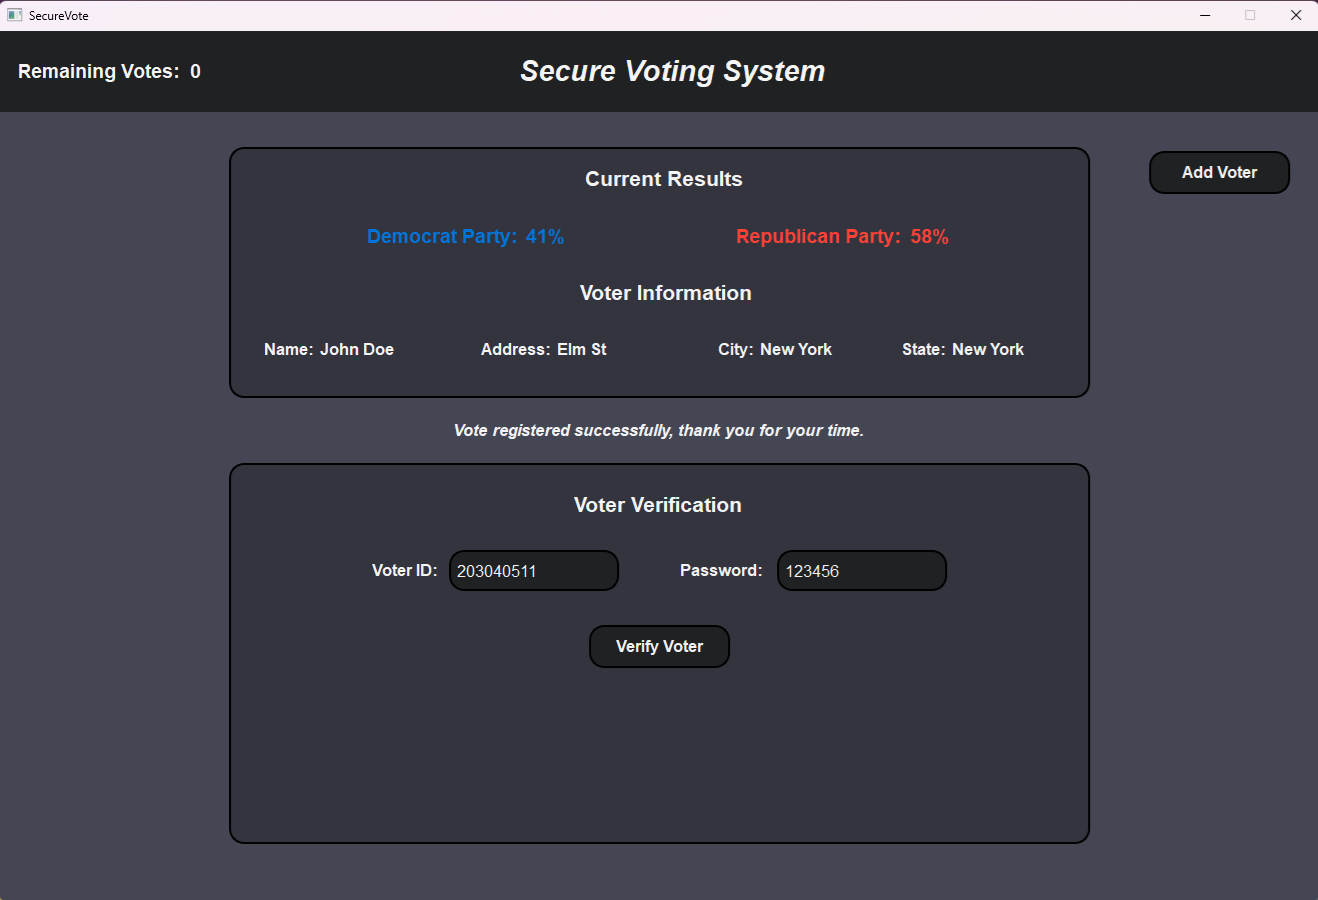 SecureVote
Remaining Votes: 0
Secure Voting System
Add Voter
Current Results
Democrat Party: 41%
Republican Party: 58%
Voter Information
Name: John Doe
Address: Elm St
City: New York
State: New York
Vote registered successfully, thank you for your time.
Voter Verification
Voter ID: 203040511
Password: 123456
Verify Voter